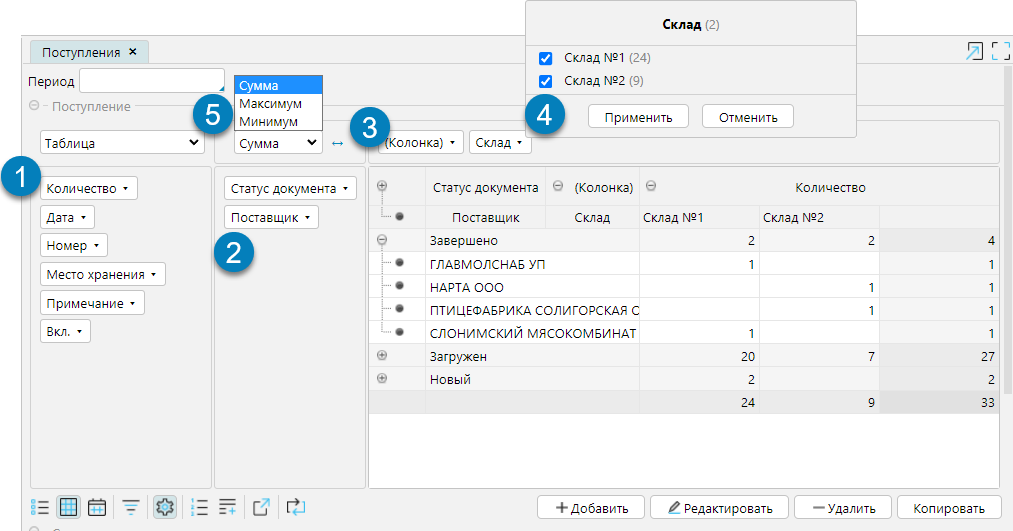 Склад (2)
Склад №1 (24)
Склад №2 (9)
4
Применить
Отменить
Поступления ×
Период
Поступление
Сумма
Максимум
Минимум
5
3
Таблица
Сумма
(Колонка)
Склад
1
Количество
Дата
Номер
Место хранения
Примечание
Вкл.
Статус документа
Поставщик
2
Статус документа (Колонка) Количество
Поставщик Склад Склад №1 Склад №2
Завершено 2 2 4
ГЛАВМОЛСНАБ УП 1 1
НАРТА ООО 1 1
ПТИЦЕФАБРИКА СОЛИГОРСКАЯ О 1 1
СЛОНИМСКИЙ МЯСОКОМБИНАТ 1 1
Загружен 20 7 27
Новый 2 2
24 9 33
Добавить
Редактировать
Удалить
Копировать